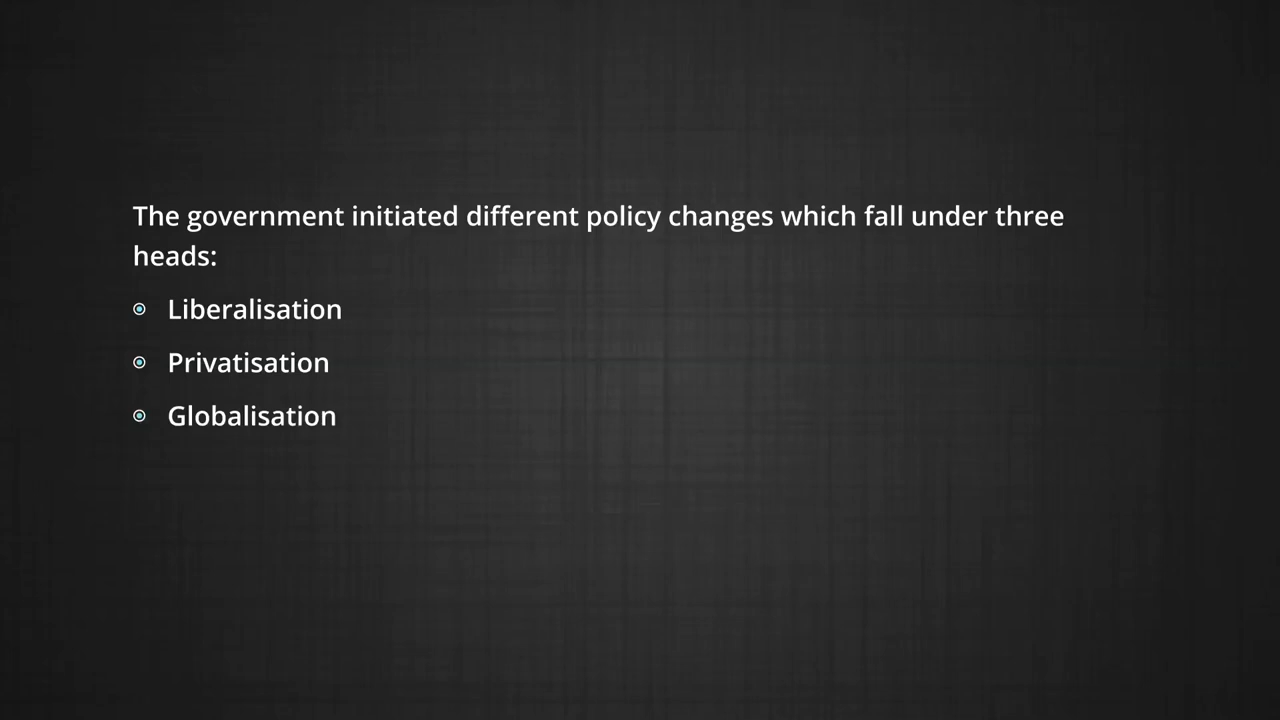 The government initiated different policy changes which fall under three
heads:
Liberalisation
Privatisation
Globalisation